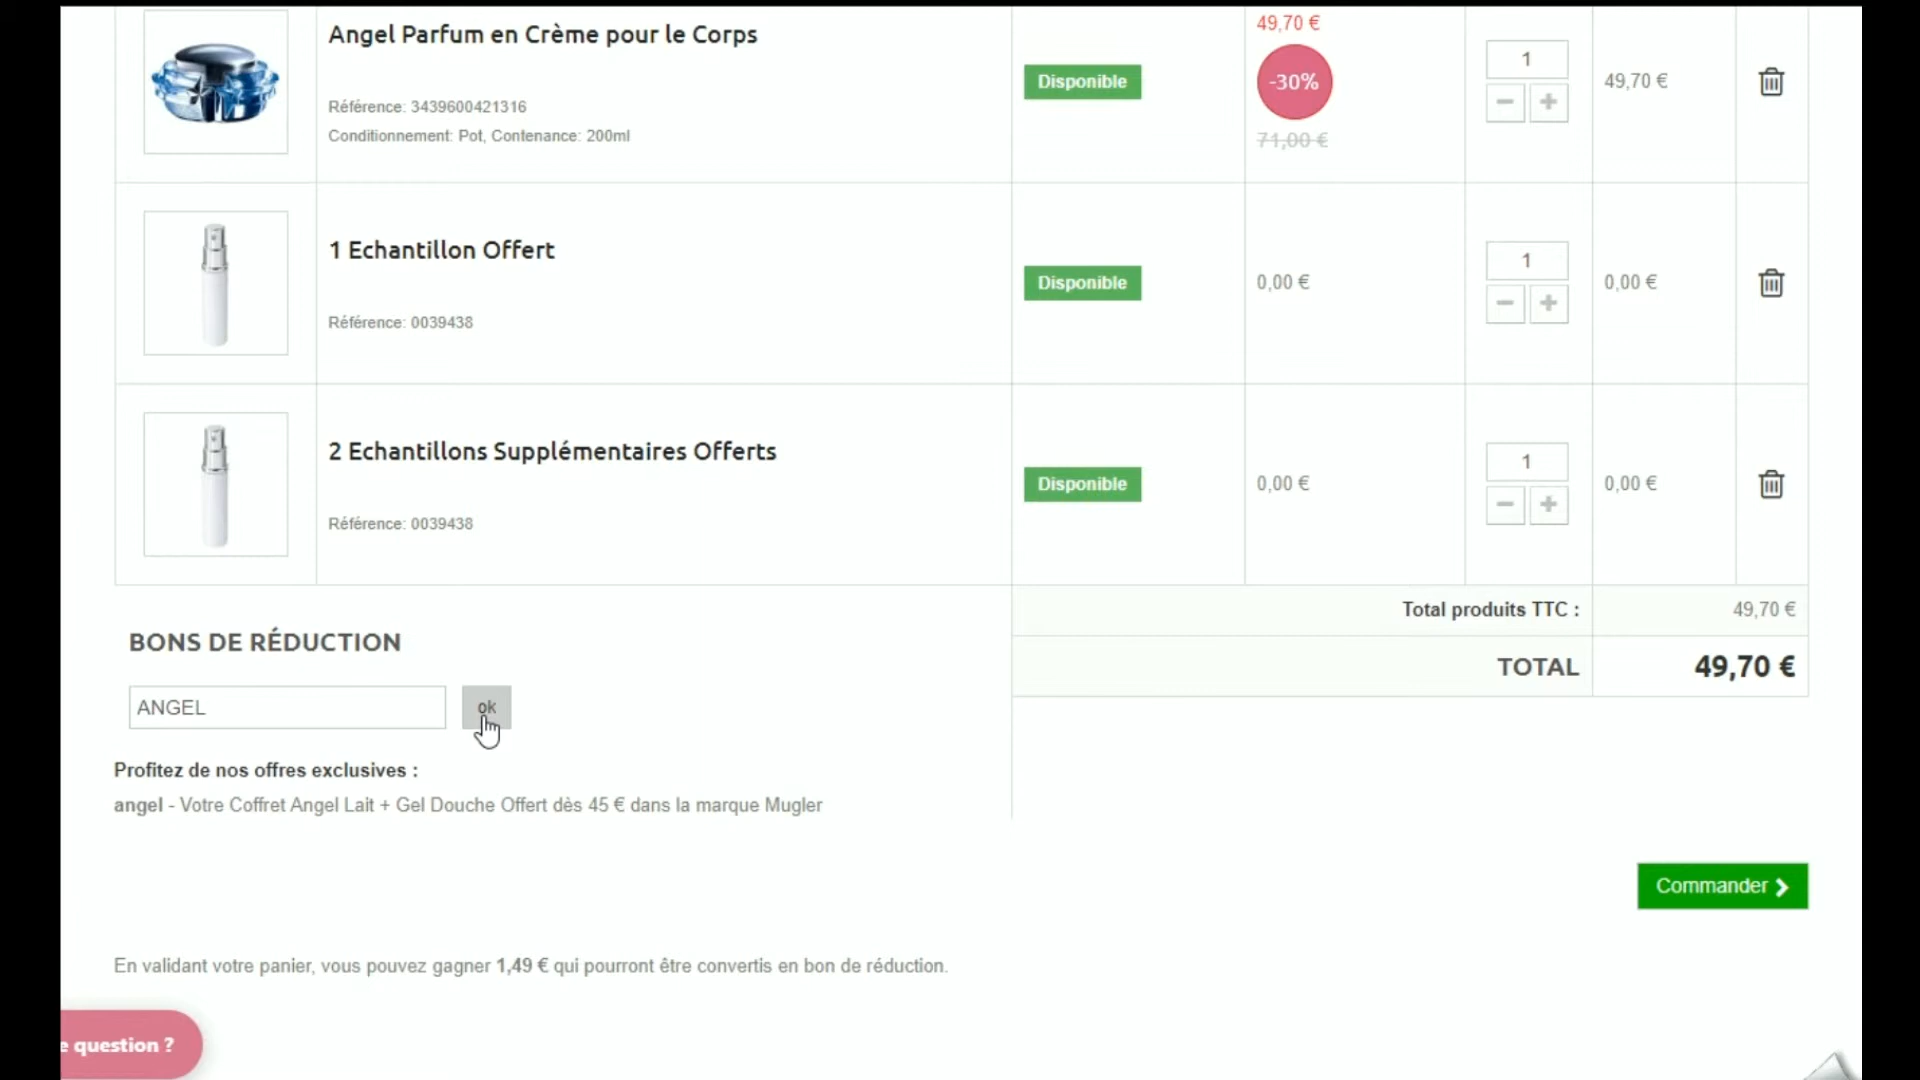 Angel Parfum en Crème pour le Corps
Référence: 3439600421316
Conditionnement: Pot, Contenance: 200ml
Disponible
49,70 €
-30%
71,00 €
1
49,70 €
1 Echantillon Offert
Référence: 0039438
Disponible
0,00 €
1
0,00 €
2 Echantillons Supplémentaires Offerts
Référence: 0039438
Disponible
0,00 €
1
0,00 €
Total produits TTC : 49,70 €
TOTAL 49,70 €
BONS DE RÉDUCTION
ANGEL ok
Profitez de nos offres exclusives :
angel - Votre Coffret Angel Lait + Gel Douche Offert dès 45 € dans la marque Mugler
Commander
En validant votre panier, vous pouvez gagner 1,49 € qui pourront être convertis en bon de réduction.
e question ?